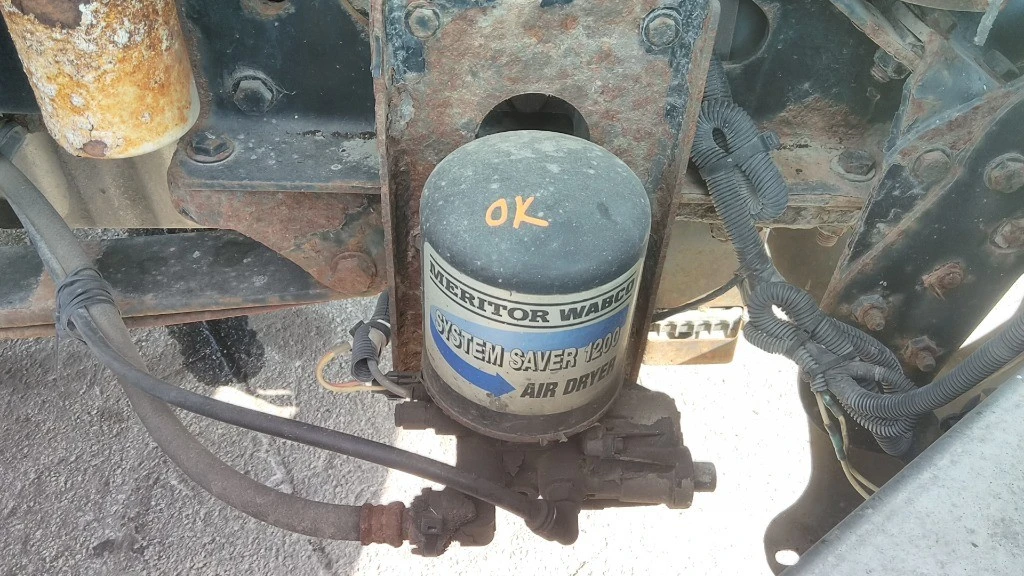 OK
MERITOR WABCO
SYSTEM SAVER 1200
AIR DRYER